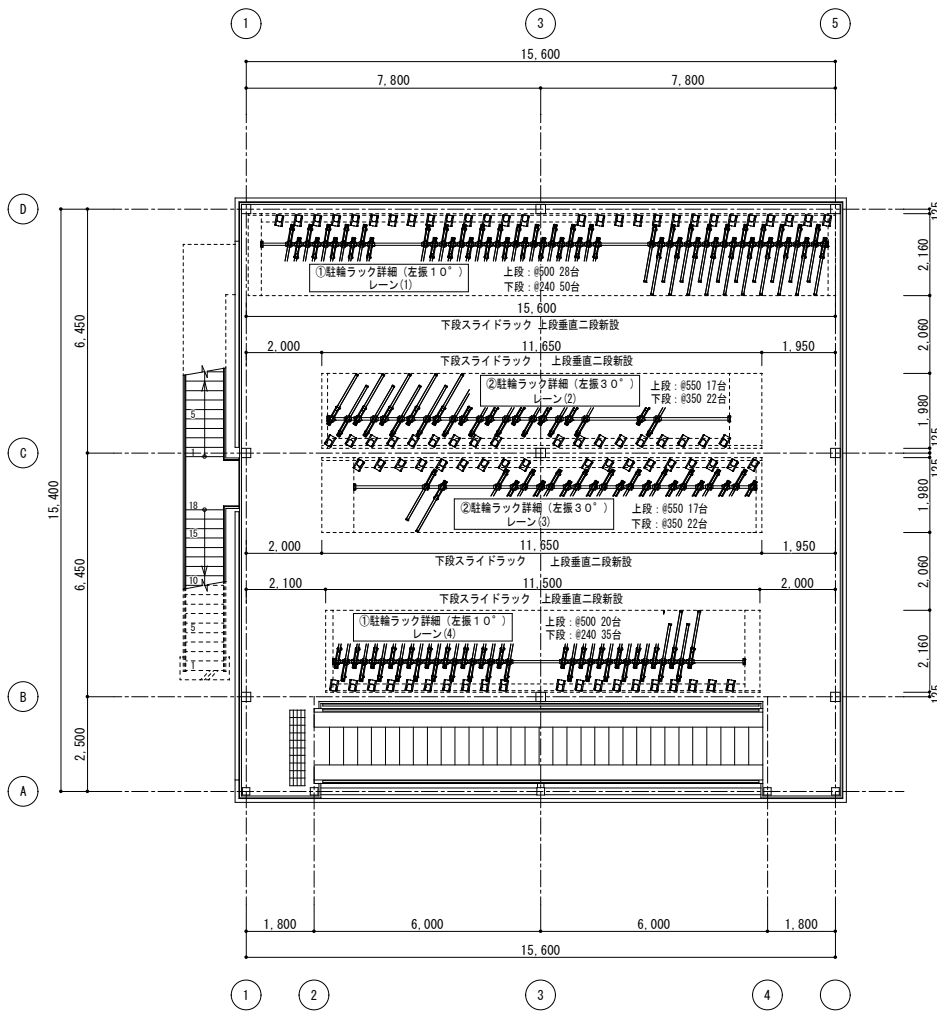 1 3 5
15,600
7,800 7,800
D
125
①駐輪ラック詳細（左振１０°）
レーン(1)
上段：@500 28台
下段：@240 50台
2,160
15,600
下段スライドラック 上段垂直二段新設
2,060
6,450
2,000 11,650 1,950
下段スライドラック 上段垂直二段新設
②駐輪ラック詳細（左振３０°）
レーン(2)
上段：@550 17台
下段：@350 22台
1,980
5
1
C
125
125
15,400
18
15
10
5
1
②駐輪ラック詳細（左振３０°）
レーン(3)
上段：@550 17台
下段：@350 22台
1,980
2,000 11,650 1,950
下段スライドラック 上段垂直二段新設
2,060
6,450
2,100 11,500 2,000
下段スライドラック 上段垂直二段新設
①駐輪ラック詳細（左振１０°）
レーン(4)
上段：@500 20台
下段：@240 35台
2,160
B
125
2,500
A
1,800 6,000 6,000 1,800
15,600
1 2 3 4